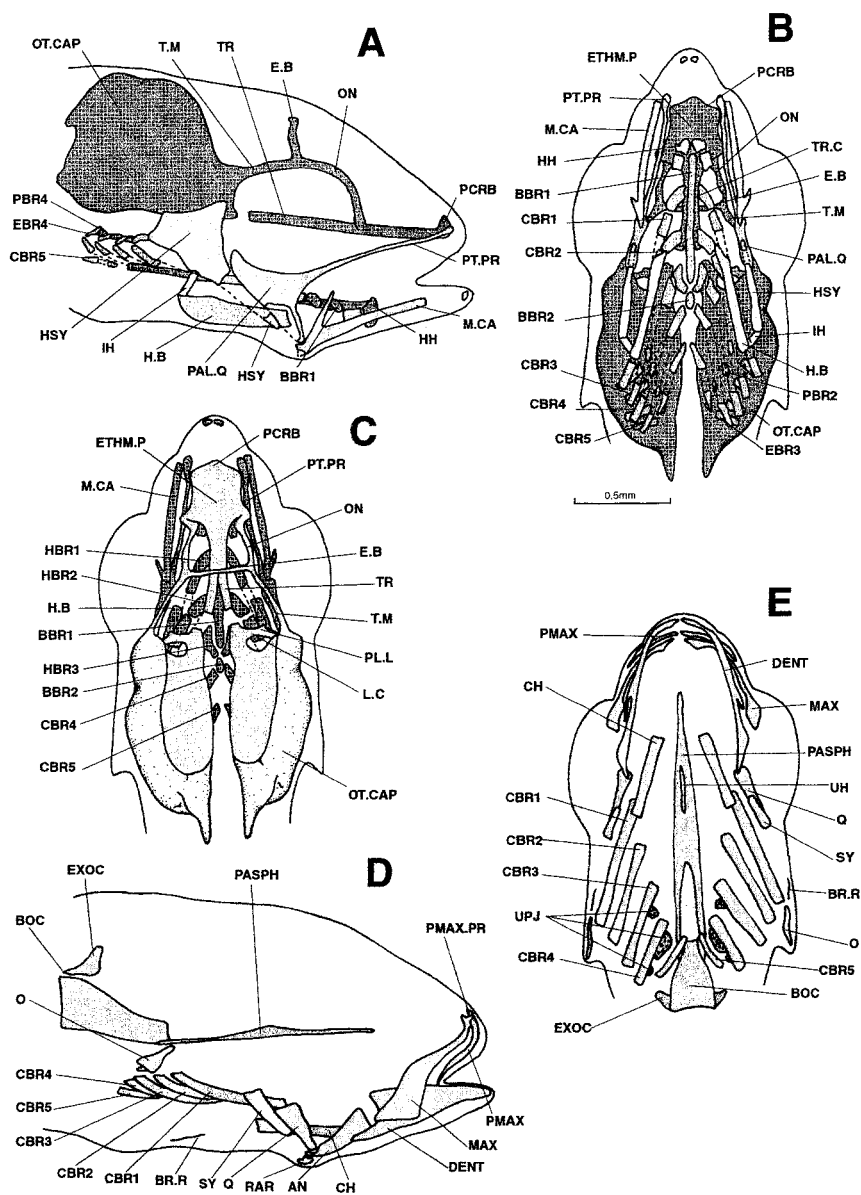 A
OT.CAP
T.M
TR
E.B
ON
PCRB
PT.PR
M.CA
HH
BBR1
HSY
PAL.Q
H.B
IH
HSY
CBR5
EBR4
PBR4
B
ETHM.P
PCRB
PT.PR
M.CA
HH
BBR1
CBR1
CBR2
BBR2
CBR3
CBR4
CBR5
ON
TR.C
E.B
T.M
PAL.Q
HSY
IH
H.B
PBR2
OT.CAP
EBR3
0.5mm
C
ETHM.P
PCRB
M.CA
PT.PR
ON
HBR1
E.B
HBR2
TR
H.B
T.M
BBR1
PL.L
HBR3
L.C
BBR2
CBR4
CBR5
OT.CAP
D
EXOC
PASPH
BOC
PMAX.PR
O
CBR4
CBR5
CBR3
CBR2
CBR1
BR.R
SY
Q
RAR
AN
CH
DENT
MAX
PMAX
E
PMAX
DENT
CH
MAX
PASPH
UH
CBR1
Q
CBR2
SY
CBR3
BR.R
UPJ
O
CBR4
CBR5
BOC
EXOC